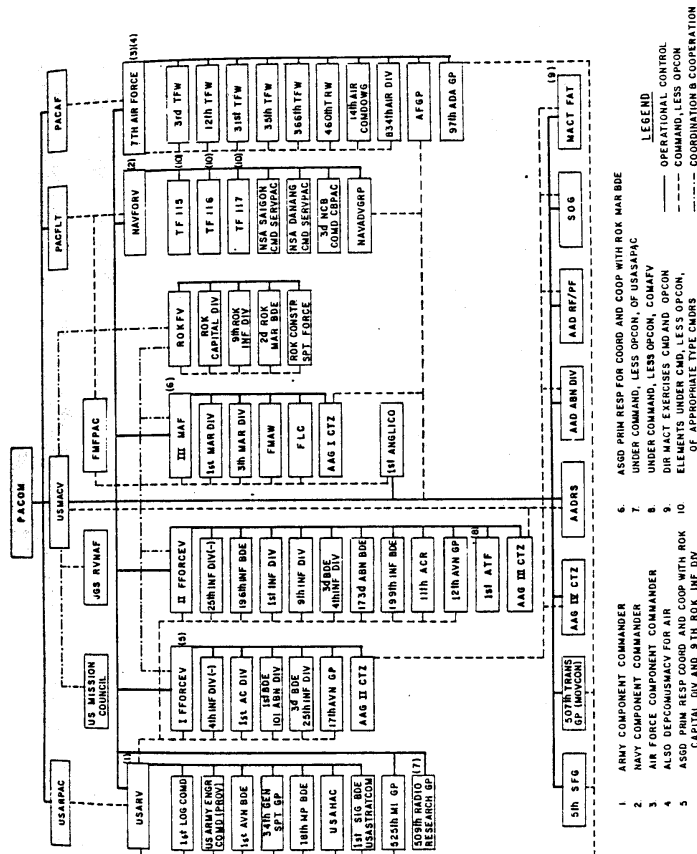 PACOM
USARPAC
US MISSION
COUNCIL
JGS RVNAF
USMACV
FMFPAC
PACFLT
PACAF
USARV
(1)
1st LOG COMD
US ARMY ENGR
COMD (PROV)
1st AVN BDE
34th GEN
SPT GP
18th MP BDE
USAHAC
1st SIG BDE
USASTRATCOM
525th MI GP
509th RADIO
RESEARCH GP
(7)
I FFORCEV
(5)
4th INF DIV(-)
1st AC DIV
1st BDE
101 ABN DIV
3d BDE
25th INF DIV
17th AVN GP
AAG II CTZ
II FFORCEV
25th INF DIV(-)
196th INF BDE
1st INF DIV
9th INF DIV
3d BDE
4th INF DIV
173d ABN BDE
199th INF BDE
11th ACR
12th AVN GP
(8)
1st ATF
AAG III CTZ
III MAF
(6)
1st MAR DIV
3th MAR DIV
FMAW
FLC
AAG I CTZ
1st ANGLICO
ROKFV
ROK
CAPITAL DIV
9th ROK
INF DIV
2d ROK
MAR BDE
ROK CONSTR
SPT FORCE
NAVFORV
(2)
TF 115
(10)
TF 116
(10)
TF 117
(10)
NSA SAIGON
CMD SERVPAC
NSA DANANG
CMD SERVPAC
3d NCB
COMD CBPAC
NAVADVGRP
7TH AIR FORCE
(3)(4)
3rd TFW
12th TFW
31st TFW
35th TFW
366th TFW
460th TRW
14th AIR
COMDOWG
834th AIR DIV
AFGP
97th ADA GP
5th SFG
507th TRANS
GP (MOVCON)
AAG IV CTZ
AADRS
AAD ABN DIV
AAD RF/PF
SOG
MACT FAT
(9)
1 ARMY COMPONENT COMMANDER
2. NAVY COMPONENT COMMANDER
3 AIR FORCE COMPONENT COMMANDER
4 ALSO DEPCOMUSMACV FOR AIR
5 ASGD PRIM RESP COORD AND COOP WITH ROK
CAPITAL DIV AND 9TH ROK INF DIV
6. ASGD PRIM RESP FOR COORD AND COOP WITH ROK MAR BDE
7. UNDER COMMAND, LESS OPCON, OF USASAPAC
8. UNDER COMMAND, LESS OPCON, COMAFV
9. DIR MACT EXERCISES CMD AND OPCON
10. ELEMENTS UNDER CMD, LESS OPCON,
OF APPROPRIATE TYPE CMDRS
LEGEND
OPERATIONAL CONTROL
COMMAND, LESS OPCON
COORDINATION & COOPERATION